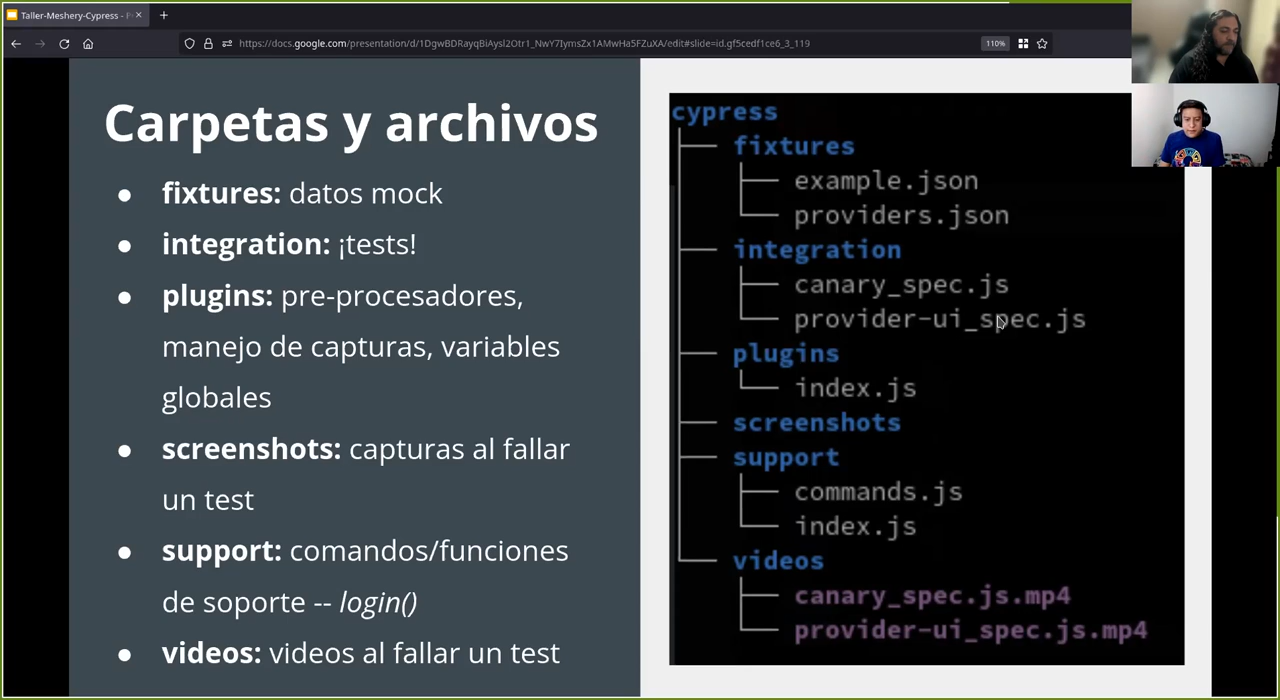 Taller-Meshery-Cypress - P
https://docs.google.com/presentation/d/1DgwBDRayqBiAysl2Otr1_NwY7IymsZx1AMwHa5FZuXA/edit#slide=id.gf5cedf1ce6_3_119
110%
Carpetas y archivos
● fixtures: datos mock
● integration: ¡tests!
● plugins: pre-procesadores,
manejo de capturas, variables
globales
● screenshots: capturas al fallar
un test
● support: comandos/funciones
de soporte -- login()
● videos: videos al fallar un test
cypress
├── fixtures
│   ├── example.json
│   └── providers.json
├── integration
│   ├── canary_spec.js
│   └── provider-ui_spec.js
├── plugins
│   └── index.js
├── screenshots
├── support
│   ├── commands.js
│   └── index.js
└── videos
    ├── canary_spec.js.mp4
    └── provider-ui_spec.js.mp4